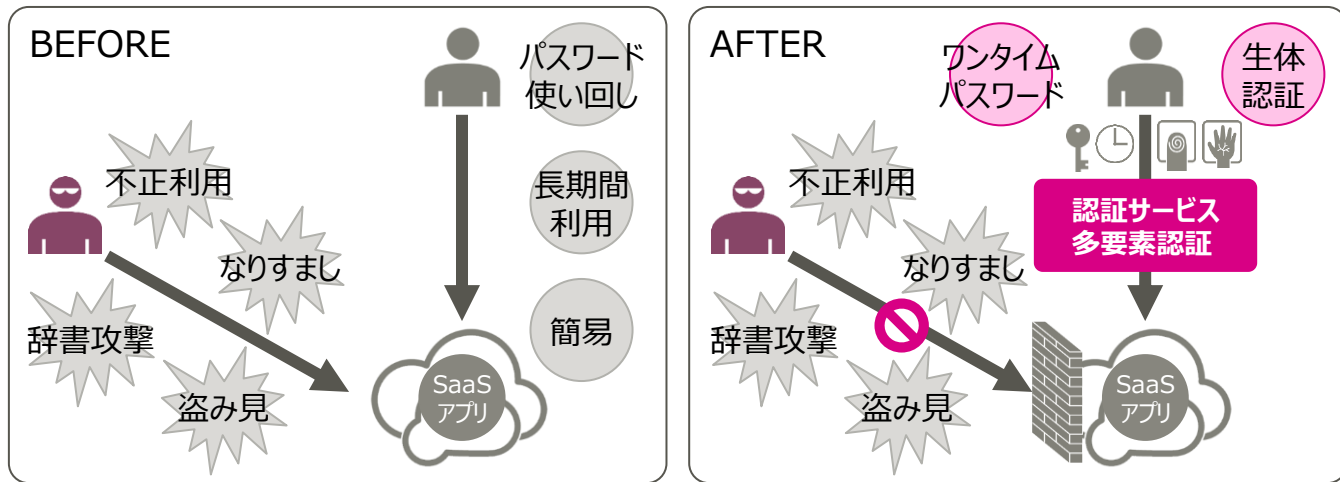 BEFORE
パスワード
使い回し
不正利用
長期間
利用
なりすまし
辞書攻撃
簡易
盗み見
SaaS
アプリ
AFTER
ワンタイム
パスワード
生体
認証
不正利用
認証サービス
多要素認証
なりすまし
辞書攻撃
盗み見
SaaS
アプリ